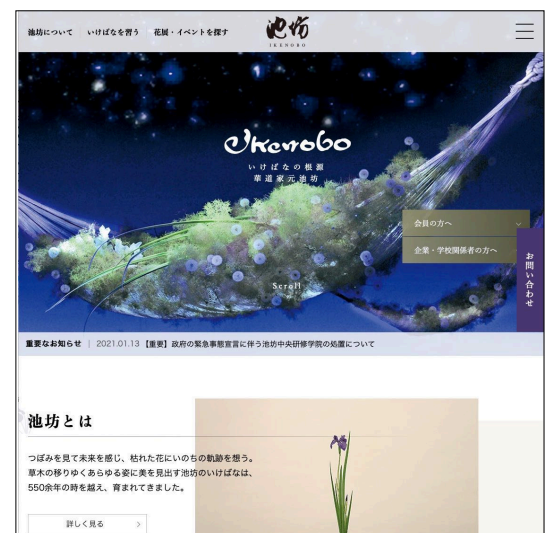 池坊について いけばなを習う 花展・イベントを探す
池坊
IKENOBO
Ikenobo
いけばなの根源
華道家元池坊
会員の方へ
企業・学校関係者の方へ
お問い合わせ
Scroll
重要なお知らせ | 2021.01.13 【重要】政府の緊急事態宣言に伴う池坊中央研修学院の処置について
池坊とは
つぼみを見て未来を感じ、枯れた花にいのちの軌跡を想う。
草木の移りゆくあらゆる姿に美を見出す池坊のいけばなは、
550余年の時を越え、育まれてきました。
詳しく見る